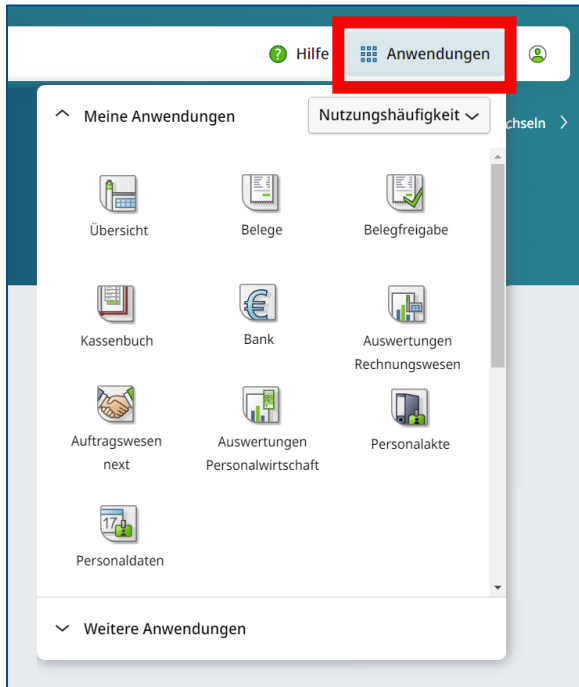 Hilfe
Anwendungen
Meine Anwendungen
Nutzungshäufigkeit
chseln
Übersicht
Belege
Belegfreigabe
Kassenbuch
Bank
Auswertungen
Rechnungswesen
Auftragswesen
next
Auswertungen
Personalwirtschaft
Personalakte
17
Personaldaten
Weitere Anwendungen